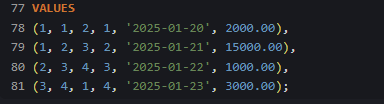 77 VALUES
78 (1, 1, 2, 1, '2025-01-20', 2000.00),
79 (1, 2, 3, 2, '2025-01-21', 15000.00),
80 (2, 3, 4, 3, '2025-01-22', 1000.00),
81 (3, 4, 1, 4, '2025-01-23', 3000.00);